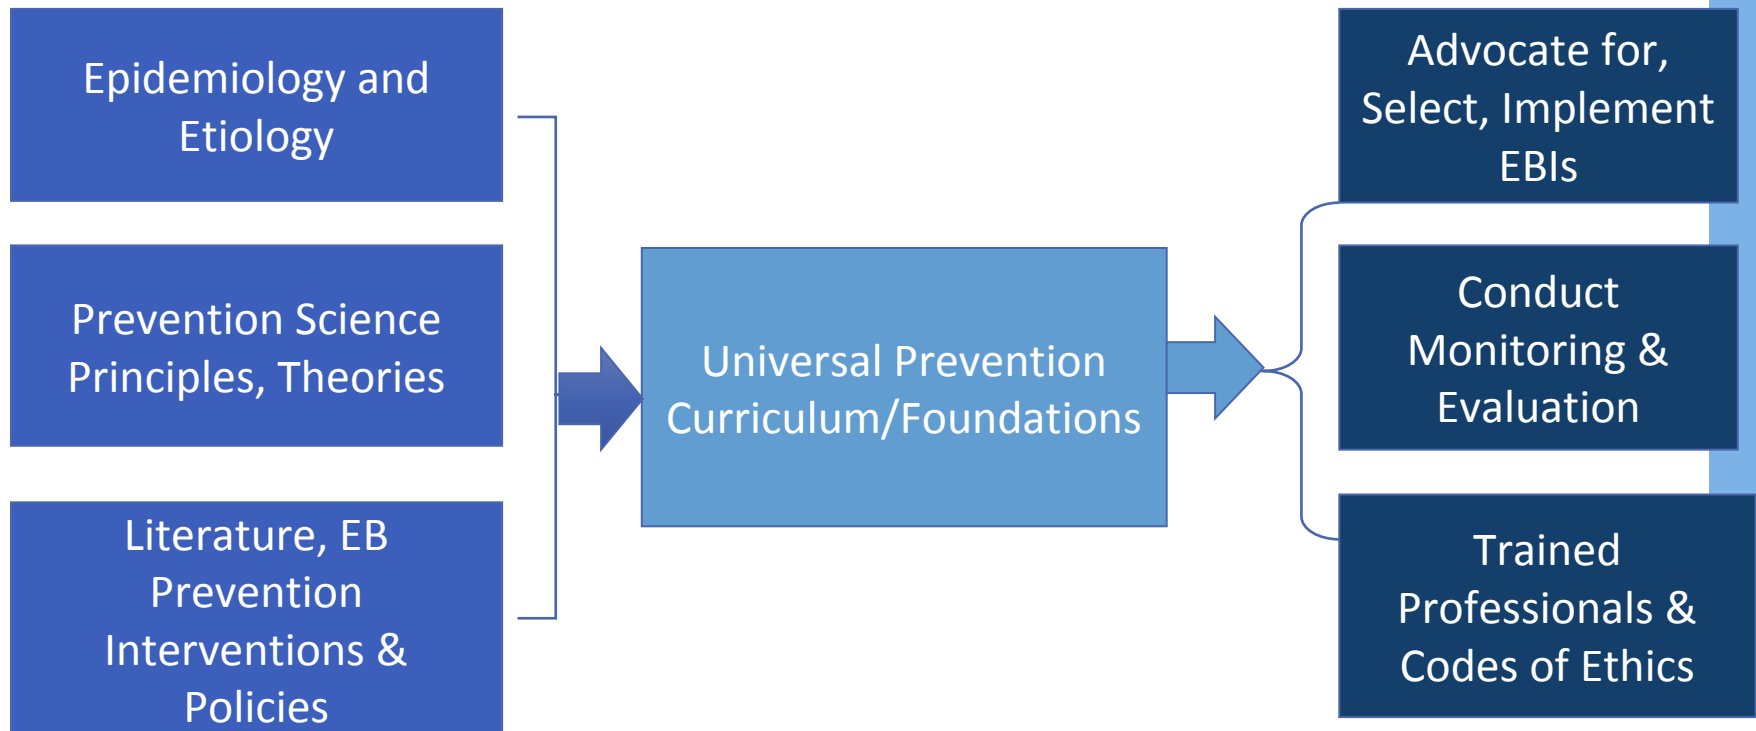 Epidemiology and
Etiology
Prevention Science
Principles, Theories
Literature, EB
Prevention
Interventions &
Policies
Universal Prevention
Curriculum/Foundations
Advocate for,
Select, Implement
EBIs
Conduct
Monitoring &
Evaluation
Trained
Professionals &
Codes of Ethics